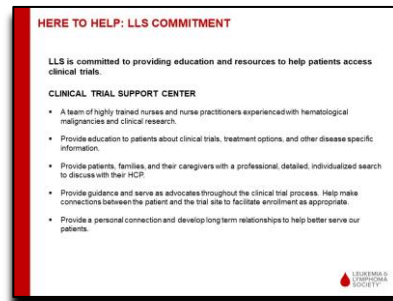 HERE TO HELP: LLS COMMITMENT
LLS is committed to providing education and resources to help patients access
clinical trials.
CLINICAL TRIAL SUPPORT CENTER
• A team of highly trained nurses and nurse practitioners experienced with hematological
malignancies and clinical research.
• Provide education to patients about clinical trials, treatment options, and other disease specific
information.
• Provide patients, families, and their caregivers with a professional, detailed, individualized search
to discuss with their HCP.
• Provide guidance and serve as advocates throughout the clinical trial process. Help make
connections between the patient and the trial site to facilitate enrollment as appropriate.
• Provide a personal connection and develop long term relationships to help better serve our
patients.
LEUKEMIA &
LYMPHOMA
SOCIETY